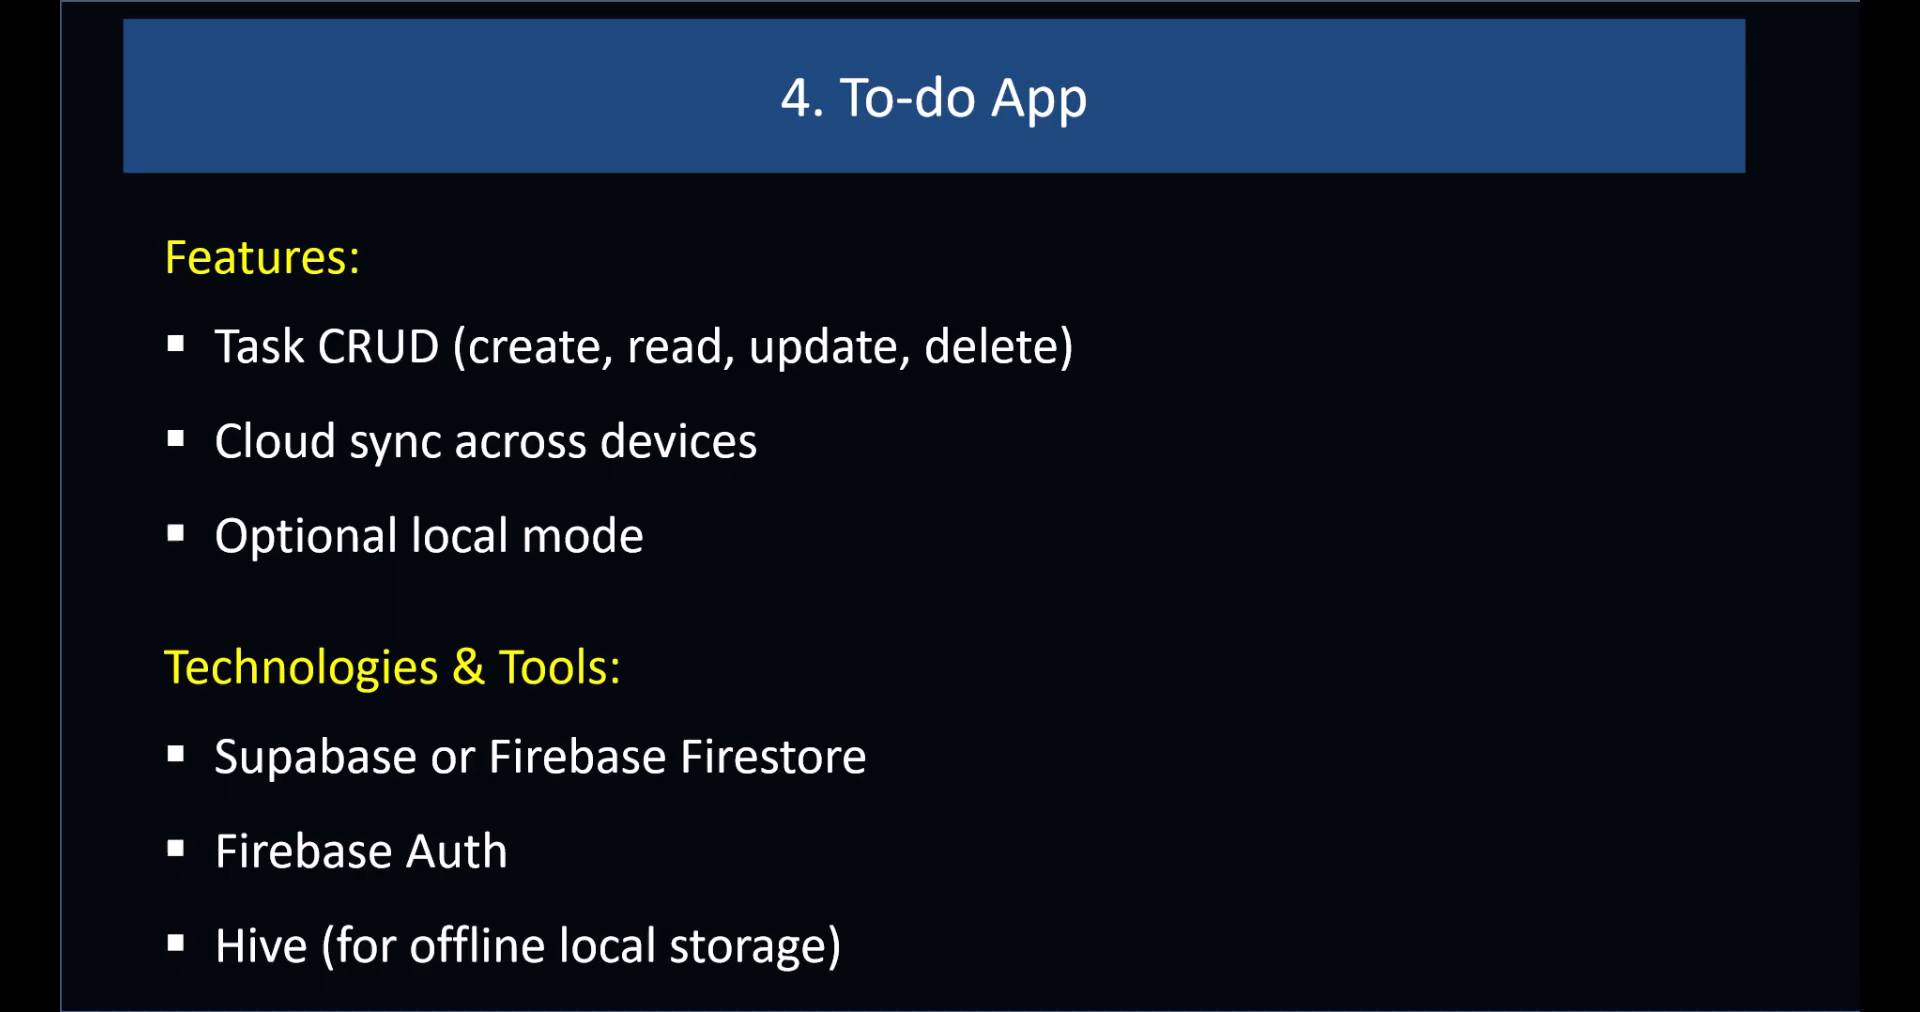 4. To-do App
Features:
▪ Task CRUD (create, read, update, delete)
▪ Cloud sync across devices
▪ Optional local mode
Technologies & Tools:
▪ Supabase or Firebase Firestore
▪ Firebase Auth
▪ Hive (for offline local storage)